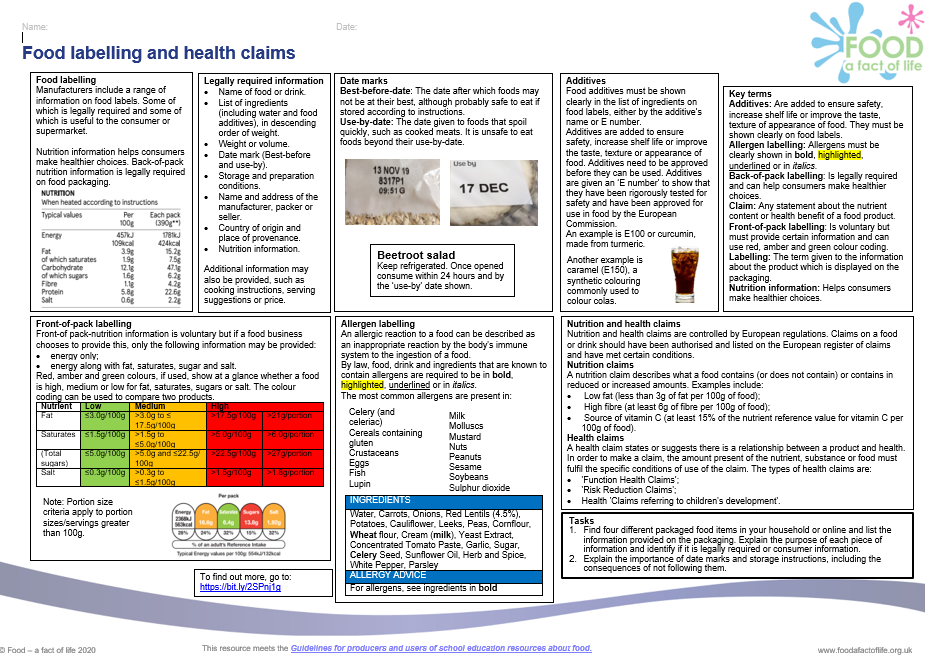 Name:
Date:
Food labelling and health claims
FOOD
a fact of life
Food labelling
Manufacturers include a range of
information on food labels. Some of
which is legally required and some of
which is useful to the consumer or
supermarket.
Nutrition information helps consumers
make healthier choices. Back-of-pack
nutrition information is legally required
on food packaging.
NUTRITION
When heated according to instructions
Typical values Per 100g Each pack (390g**)
Energy 457kJ 1781kJ
109kcal 424kcal
Fat 3.9g 15.2g
of which saturates 1.9g 7.5g
Carbohydrate 12.1g 47.1g
of which sugars 1.6g 6.2g
Fibre 1.1g 4.2g
Protein 5.8g 22.6g
Salt 0.6g 2.2g
Legally required information
• Name of food or drink.
• List of ingredients
(including water and food
additives), in descending
order of weight.
• Weight or volume.
• Date mark (Best-before
and use-by).
• Storage and preparation
conditions.
• Name and address of the
manufacturer, packer or
seller.
• Country of origin and
place of provenance.
• Nutrition information.
Additional information may
also be provided, such as
cooking instructions, serving
suggestions or price.
Date marks
Best-before-date: The date after which foods may
not be at their best, although probably safe to eat if
stored according to instructions.
Use-by-date: The date given to foods that spoil
quickly, such as cooked meats. It is unsafe to eat
foods beyond their use-by-date.
13 NOV 19
8317P1
09:51 G
Use by
17 DEC
Beetroot salad
Keep refrigerated. Once opened
consume within 24 hours and by
the 'use-by' date shown.
Additives
Food additives must be shown
clearly in the list of ingredients on
food labels, either by the additive's
name or E number.
Additives are added to ensure
safety, increase shelf life or improve
the taste, texture or appearance of
food. Additives need to be approved
before they can be used. Additives
are given an 'E number' to show that
they have been rigorously tested for
safety and have been approved for
use in food by the European
Commission.
An example is E100 or curcumin,
made from turmeric.
Another example is
caramel (E150), a
synthetic colouring
commonly used to
colour colas.
Key terms
Additives: Are added to ensure safety,
increase shelf life or improve the taste,
texture of appearance of food. They must be
shown clearly on food labels.
Allergen labelling: Allergens must be
clearly shown in bold, highlighted,
underlined or in italics.
Back-of-pack labelling: Is legally required
and can help consumers make healthier
choices.
Claim: Any statement about the nutrient
content or health benefit of a food product.
Front-of-pack labelling: Is voluntary but
must provide certain information and can
use red, amber and green colour coding.
Labelling: The term given to the information
about the product which is displayed on the
packaging.
Nutrition information: Helps consumers
make healthier choices.
Front-of-pack labelling
Front-of pack-nutrition information is voluntary but if a food business
chooses to provide this, only the following information may be provided:
• energy only;
• energy along with fat, saturates, sugar and salt.
Red, amber and green colours, if used, show at a glance whether a food
is high, medium or low for fat, saturates, sugars or salt. The colour
coding can be used to compare two products.
Nutrient Low Medium High
Fat ≤3.0g/100g >3.0g to ≤ 17.5g/100g >17.5g/100g >21g/portion
Saturates ≤1.5g/100g >1.5g to ≤5.0g/100g >5.0g/100g >6.0g/portion
(Total sugars) ≤5.0g/100g >5.0g and ≤22.5g/ 100g >22.5g/100g >27g/portion
Salt ≤0.3g/100g >0.3g to ≤1.5g/100g >1.5g/100g >1.8g/portion
Note: Portion size
criteria apply to portion
sizes/servings greater
than 100g.
Per pack
Energy Fat Saturates Sugars Salt
% of an adult's Reference Intake
Typical Energy values per 100g: 554kJ/132kcal
To find out more, go to:
https://bit.ly/2SPnj1g
Allergen labelling
An allergic reaction to a food can be described as
an inappropriate reaction by the body's immune
system to the ingestion of a food.
By law, food, drink and ingredients that are known to
contain allergens are required to be in bold,
highlighted, underlined or in italics.
The most common allergens are present in:
Celery (and
celeriac)
Cereals containing
gluten
Crustaceans
Eggs
Fish
Lupin
Milk
Molluscs
Mustard
Nuts
Peanuts
Sesame
Soybeans
Sulphur dioxide
INGREDIENTS
Water, Carrots, Onions, Red Lentils (4.5%),
Potatoes, Cauliflower, Leeks, Peas, Cornflour,
Wheat flour, Cream (milk), Yeast Extract,
Concentrated Tomato Paste, Garlic, Sugar,
Celery Seed, Sunflower Oil, Herb and Spice,
White Pepper, Parsley
ALLERGY ADVICE
For allergens, see ingredients in bold
Nutrition and health claims
Nutrition and health claims are controlled by European regulations. Claims on a food
or drink should have been authorised and listed on the European register of claims
and have met certain conditions.
Nutrition claims
A nutrition claim describes what a food contains (or does not contain) or contains in
reduced or increased amounts. Examples include:
• Low fat (less than 3g of fat per 100g of food);
• High fibre (at least 6g of fibre per 100g of food);
• Source of vitamin C (at least 15% of the nutrient reference value for vitamin C per
100g of food).
Health claims
A health claim states or suggests there is a relationship between a product and health.
In order to make a claim, the amount present of the nutrient, substance or food must
fulfil the specific conditions of use of the claim. The types of health claims are:
• 'Function Health Claims';
• 'Risk Reduction Claims';
• Health 'Claims referring to children's development'.
Tasks
1. Find four different packaged food items in your household or online and list the
information provided on the packaging. Explain the purpose of each piece of
information and identify if it is legally required or consumer information.
2. Explain the importance of date marks and storage instructions, including the
consequences of not following them.
© Food – a fact of life 2020
This resource meets the Guidelines for producers and users of school education resources about food.
www.foodafactoflife.org.uk